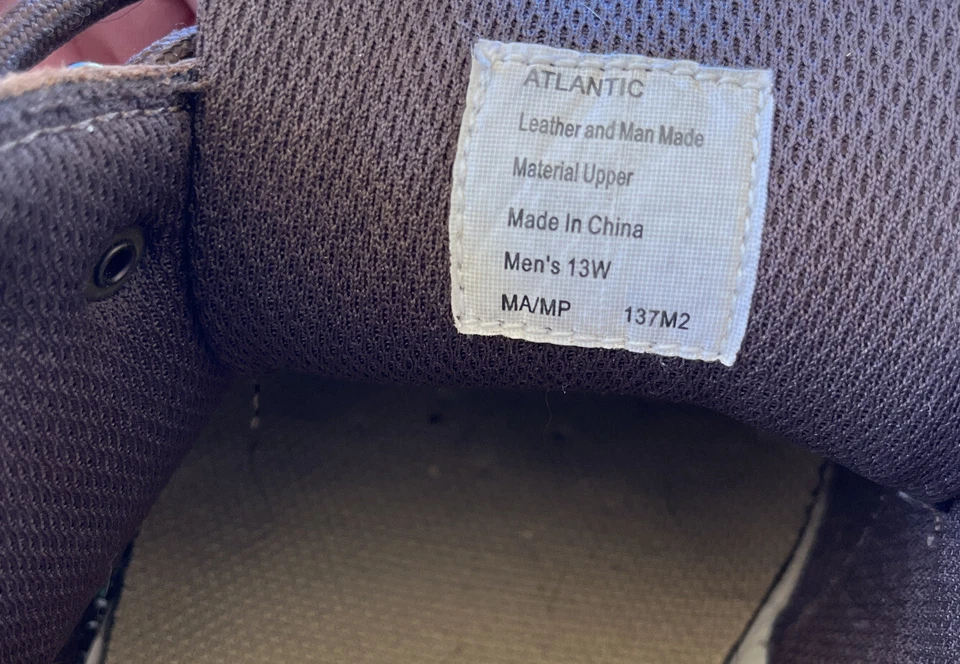 ATLANTIC
Leather and Man Made
Material Upper
Made In China
Men's 13W
MA/MP 137M2